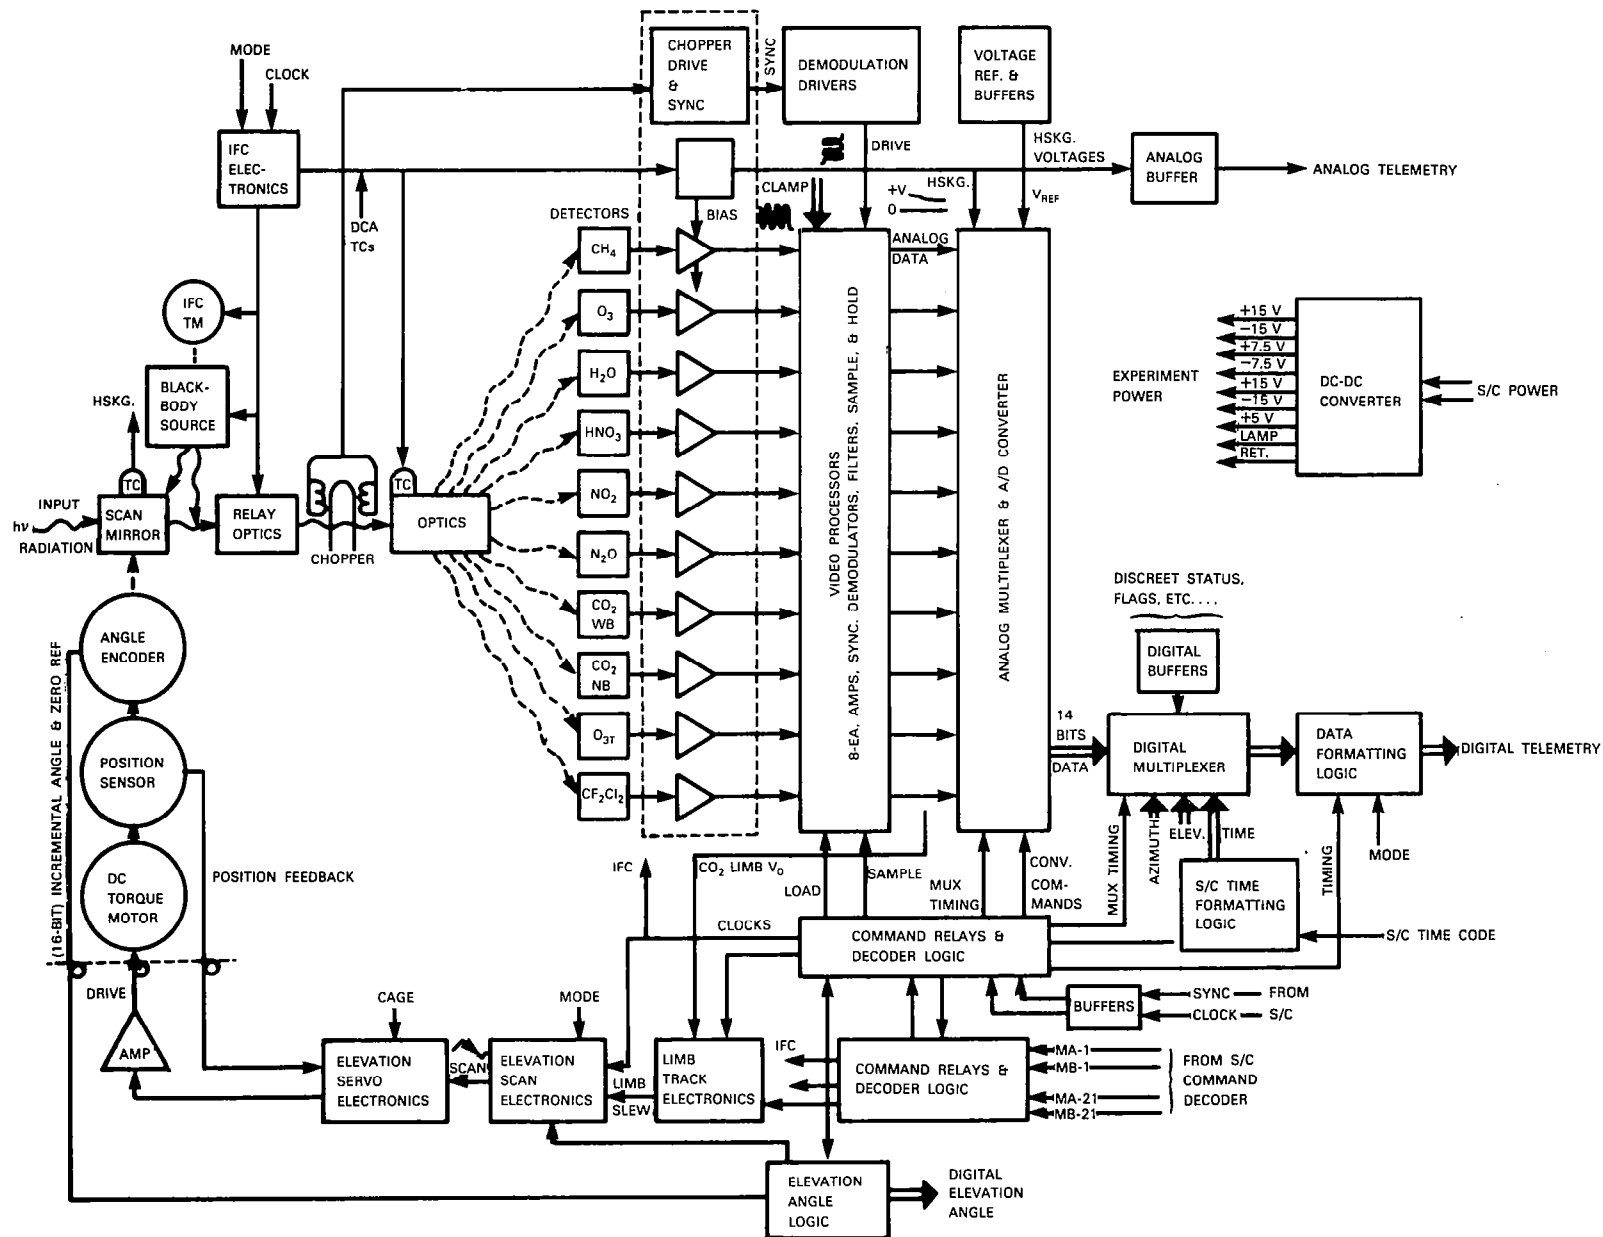 MODE
CLOCK
IFC
ELEC-
TRONICS
CHOPPER
DRIVE
&
SYNC
SYNC
DEMODULATION
DRIVERS
VOLTAGE
REF. &
BUFFERS
DRIVE
HSKG.
VOLTAGES
ANALOG
BUFFER
ANALOG TELEMETRY
DCA
TCs
DETECTORS
BIAS
CLAMP
+V
0
HSKG.
VREF
ANALOG
DATA
CH4
O3
H2O
HNO3
NO2
N2O
CO2
WB
CO2
NB
O3T
CF2Cl2
VIDEO PROCESSORS
8-EA, AMPS, SYNC. DEMODULATORS, FILTERS, SAMPLE, & HOLD
ANALOG MULTIPLEXER & A/D CONVERTER
IFC
TM
BLACK-
BODY
SOURCE
HSKG.
TC
INPUT
hν
RADIATION
SCAN
MIRROR
RELAY
OPTICS
CHOPPER
TC
OPTICS
EXPERIMENT
POWER
+15 V
−15 V
+7.5 V
−7.5 V
+15 V
−15 V
+5 V
LAMP
RET.
DC-DC
CONVERTER
S/C POWER
ANGLE
ENCODER
POSITION
SENSOR
DC
TORQUE
MOTOR
(16-BIT) INCREMENTAL ANGLE & ZERO REF
POSITION FEEDBACK
DRIVE
AMP
DISCREET STATUS,
FLAGS, ETC....
DIGITAL
BUFFERS
14
BITS
DATA
DIGITAL
MULTIPLEXER
DATA
FORMATTING
LOGIC
DIGITAL TELEMETRY
MUX TIMING
AZIMUTH
ELEV.
TIME
TIMING
MODE
S/C TIME
FORMATTING
LOGIC
S/C TIME CODE
IFC
CO2 LIMB V0
LOAD
SAMPLE
MUX
TIMING
CONV.
COM-
MANDS
CLOCKS
COMMAND RELAYS &
DECODER LOGIC
BUFFERS
SYNC
FROM
CLOCK
S/C
CAGE
MODE
ELEVATION
SERVO
ELECTRONICS
SCAN
ELEVATION
SCAN
ELECTRONICS
LIMB
SLEW
LIMB
TRACK
ELECTRONICS
IFC
COMMAND RELAYS &
DECODER LOGIC
MA-1
MB-1
MA-21
MB-21
FROM S/C
COMMAND
DECODER
ELEVATION
ANGLE
LOGIC
DIGITAL
ELEVATION
ANGLE